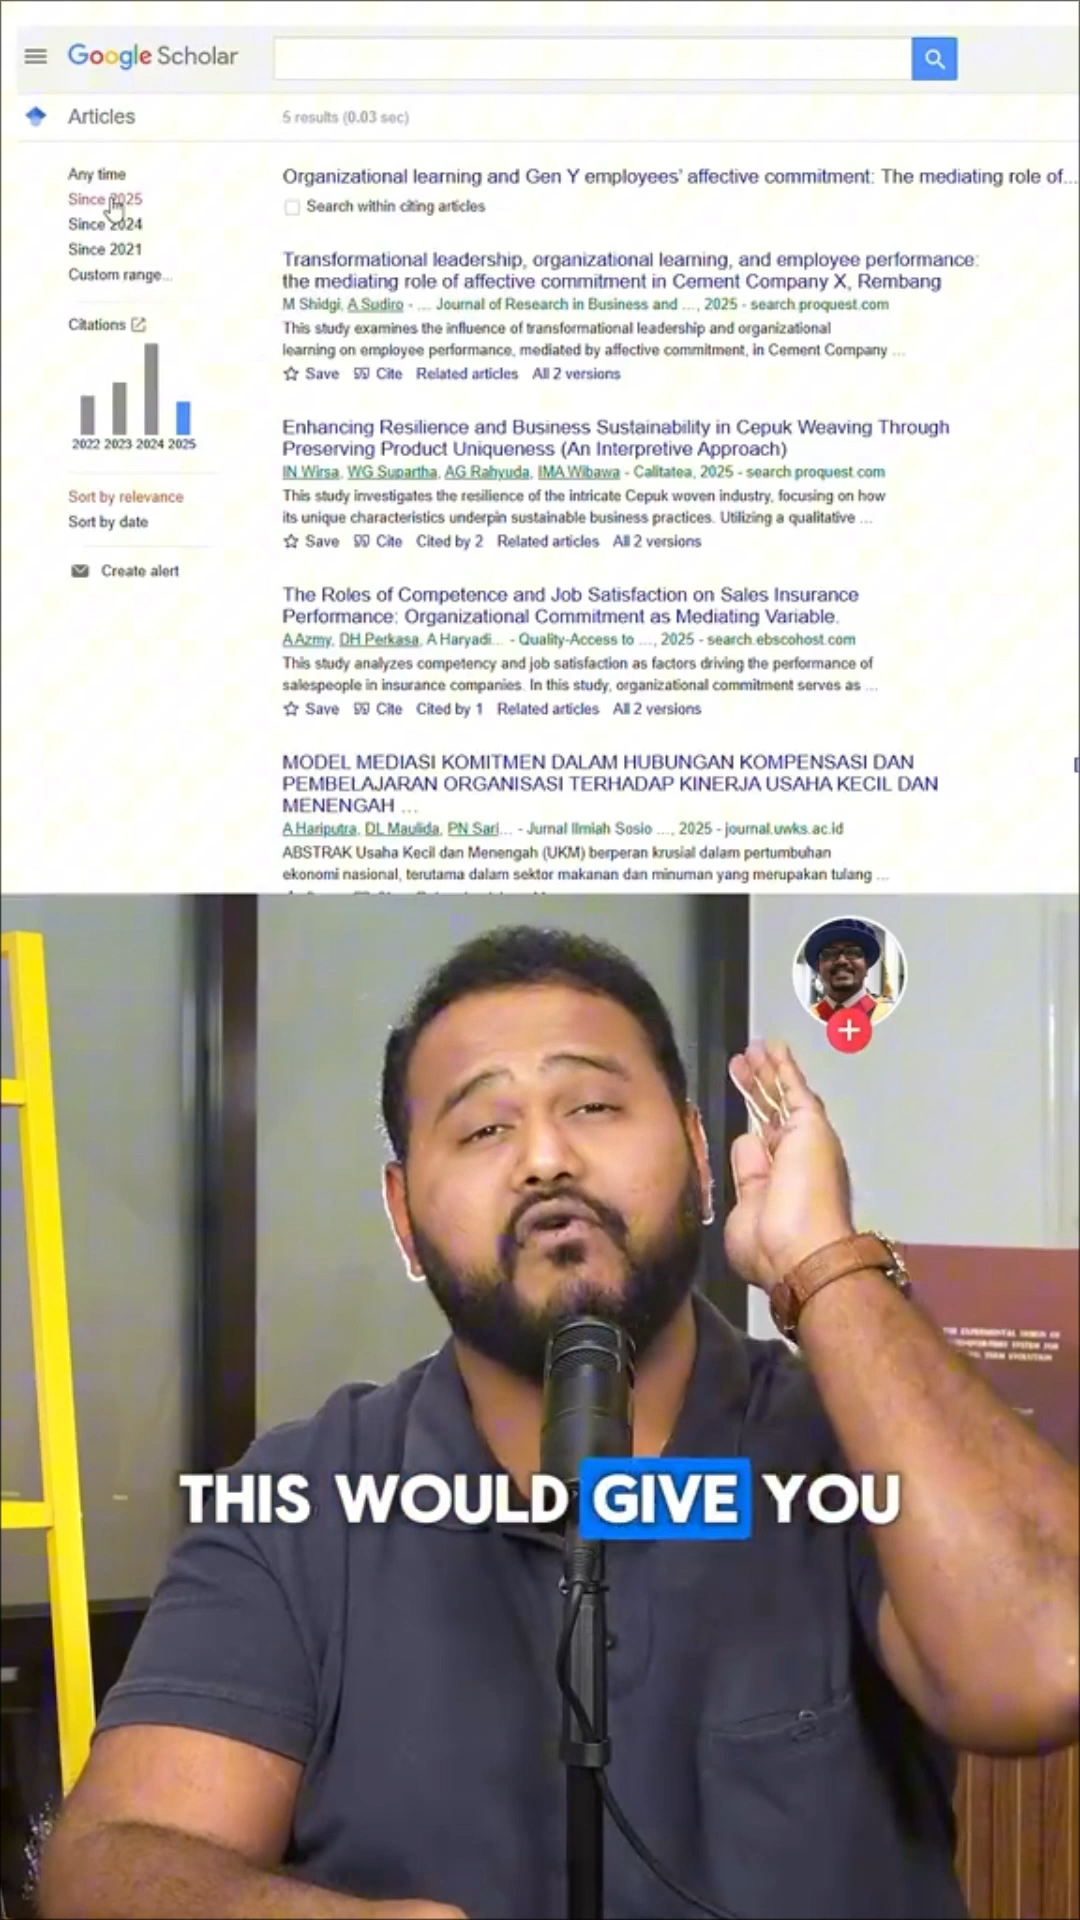 Google Scholar
Articles
5 results (0.03 sec)
Any time
Since 2025
Since 2024
Since 2021
Custom range...
Citations
2022 2023 2024 2025
Sort by relevance
Sort by date
Create alert
Organizational learning and Gen Y employees' affective commitment: The mediating role of...
Search within citing articles
Transformational leadership, organizational learning, and employee performance:
the mediating role of affective commitment in Cement Company X, Rembang
M Shidgi, A Sudiro - ... Journal of Research in Business and ..., 2025 - search.proquest.com
This study examines the influence of transformational leadership and organizational
learning on employee performance, mediated by affective commitment, in Cement Company ...
Save Cite Related articles All 2 versions
Enhancing Resilience and Business Sustainability in Cepuk Weaving Through
Preserving Product Uniqueness (An Interpretive Approach)
IN Wirsa, WG Supartha, AG Rahyuda, IMA Wibawa - Calitatea, 2025 - search.proquest.com
This study investigates the resilience of the intricate Cepuk woven industry, focusing on how
its unique characteristics underpin sustainable business practices. Utilizing a qualitative ...
Save Cite Cited by 2 Related articles All 2 versions
The Roles of Competence and Job Satisfaction on Sales Insurance
Performance: Organizational Commitment as Mediating Variable.
A Azmy, DH Perkasa, A Haryadi... - Quality-Access to ..., 2025 - search.ebscohost.com
This study analyzes competency and job satisfaction as factors driving the performance of
salespeople in insurance companies. In this study, organizational commitment serves as ...
Save Cite Cited by 1 Related articles All 2 versions
MODEL MEDIASI KOMITMEN DALAM HUBUNGAN KOMPENSASI DAN
PEMBELAJARAN ORGANISASI TERHADAP KINERJA USAHA KECIL DAN
MENENGAH ...
A Hariputra, DL Maulida, PN Sari... - Jurnal Ilmiah Sosio ..., 2025 - journal.uwks.ac.id
ABSTRAK Usaha Kecil dan Menengah (UKM) berperan krusial dalam pertumbuhan
ekonomi nasional, terutama dalam sektor makanan dan minuman yang merupakan tulang ...
THE EXPERIMENTAL DESIGN OF
THIS WOULD GIVE YOU